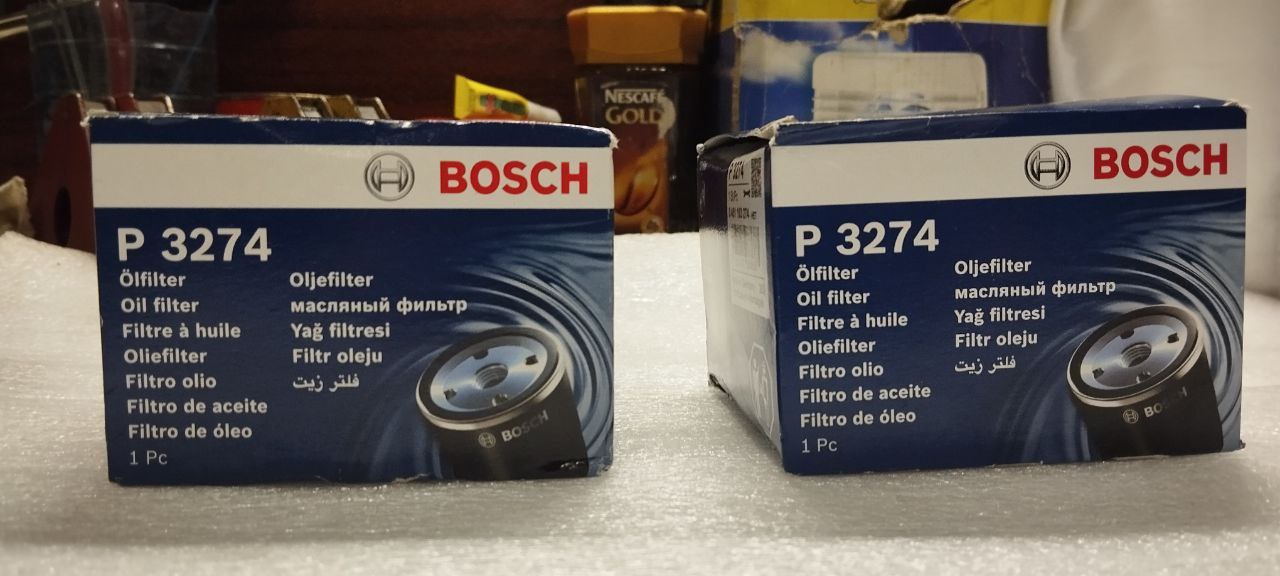 NESCAFÉ
GOLD
BOSCH
P 3274
Ölfilter
Oil filter
Filtre à huile
Oliefilter
Filtro olio
Filtro de aceite
Filtro de óleo
1 Pc
Oljefilter
масляный фильтр
Yağ filtresi
Filtr oleju
فلتر زيت
BOSCH
P 3274
BOSCH
P 3274
Ölfilter
Oil filter
Filtre à huile
Oliefilter
Filtro olio
Filtro de aceite
Filtro de óleo
1 Pc
Oljefilter
масляный фильтр
Yağ filtresi
Filtr oleju
فلتر زيت
BOSCH